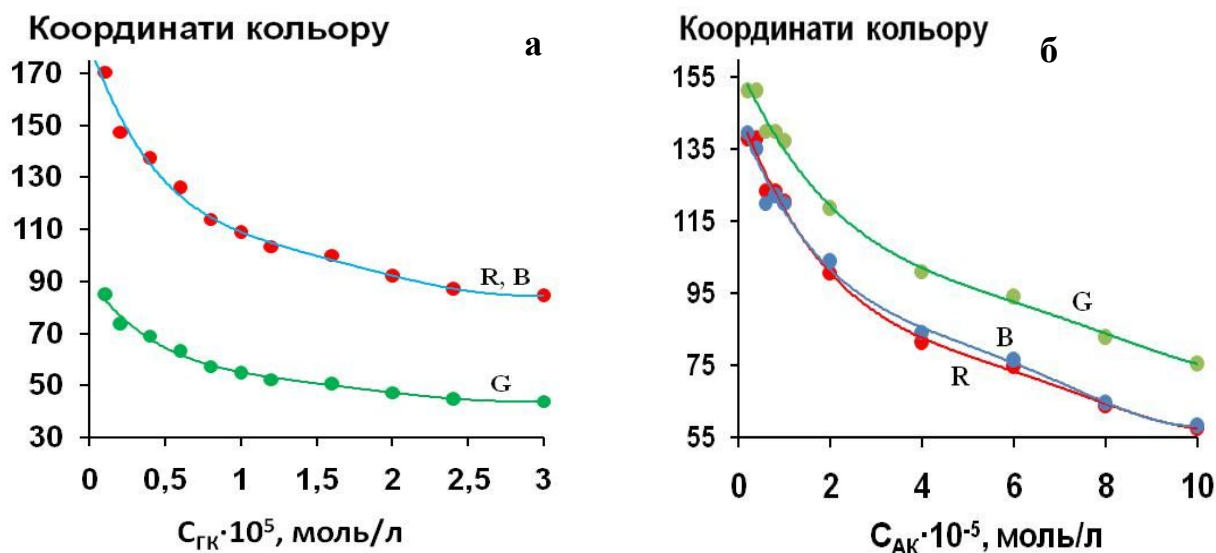 Координати кольору
а
170
150
130
110
90
70
50
30
R, B
G
0 0,5 1 1,5 2 2,5 3
C_ГК·10⁵, моль/л
Координати кольору
б
155
135
115
95
75
55
G
B
R
0 2 4 6 8 10
C_АК·10⁻⁵, моль/л